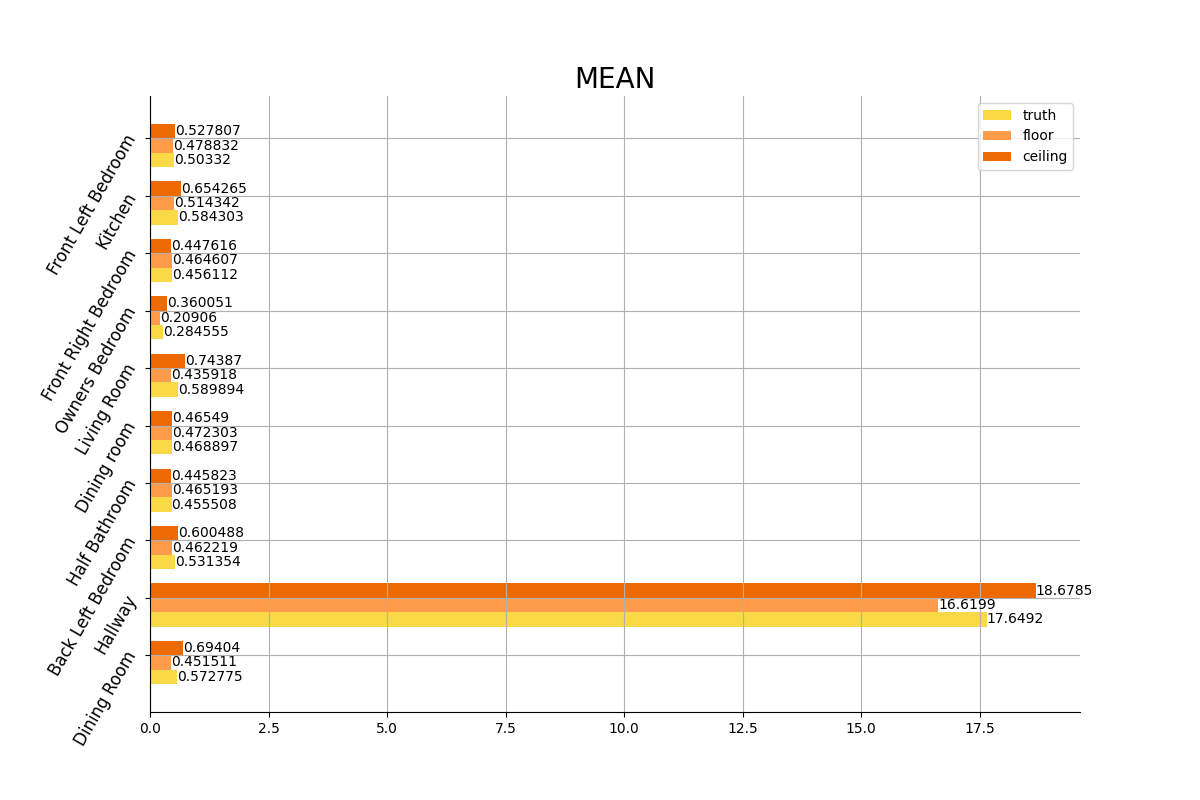 MEAN
truth
floor
ceiling
Front Left Bedroom
0.527807
0.478832
0.50332
Kitchen
0.654265
0.514342
0.584303
Front Right Bedroom
0.447616
0.464607
0.456112
Owners Bedroom
0.360051
0.20906
0.284555
Living Room
0.74387
0.435918
0.589894
Dining room
0.46549
0.472303
0.468897
Half Bathroom
0.445823
0.465193
0.455508
Back Left Bedroom
0.600488
0.462219
0.531354
Hallway
18.6785
16.6199
17.6492
Dining Room
0.69404
0.451511
0.572775
0.0 2.5 5.0 7.5 10.0 12.5 15.0 17.5